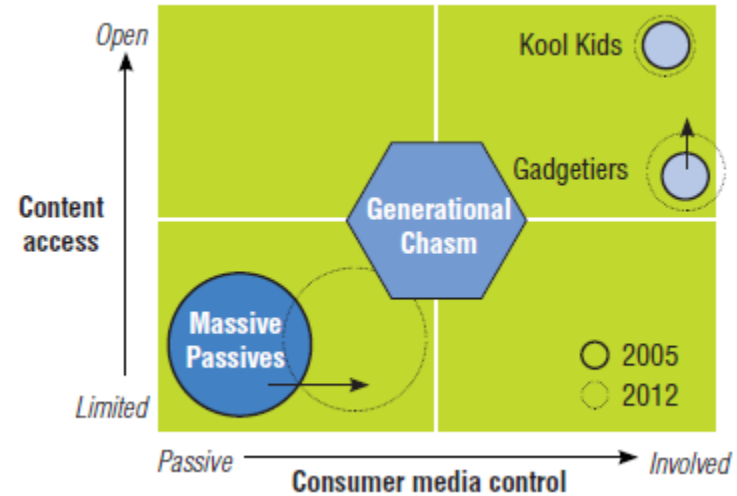 Open
Kool Kids
Gadgetiers
Content
access
Generational
Chasm
Massive
Passives
2005
2012
Limited
Passive
Involved
Consumer media control